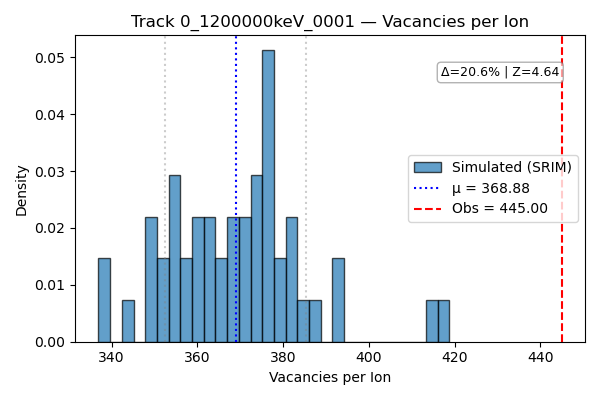 Track 0_1200000keV_0001 — Vacancies per Ion
Δ=20.6% | Z=4.64
Simulated (SRIM)
μ = 368.88
Obs = 445.00
Density
0.05
0.04
0.03
0.02
0.01
0.00
340 360 380 400 420 440
Vacancies per Ion